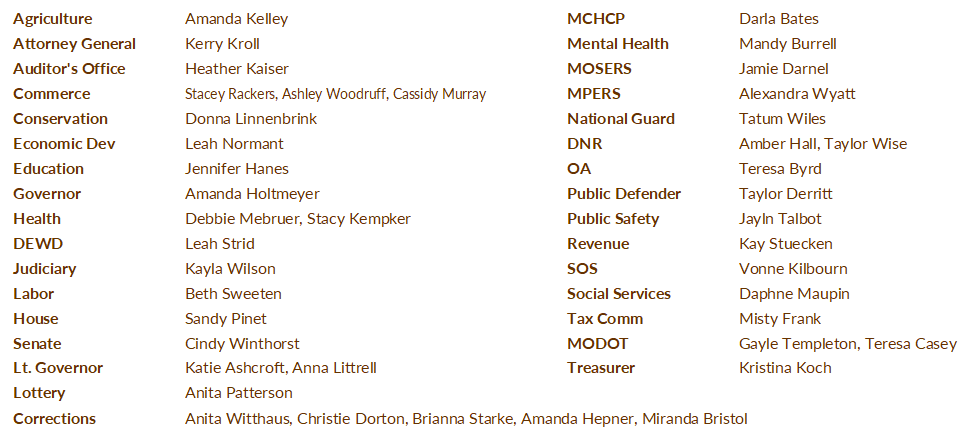 Agriculture Amanda Kelley
Attorney General Kerry Kroll
Auditor's Office Heather Kaiser
Commerce Stacey Rackers, Ashley Woodruff, Cassidy Murray
Conservation Donna Linnenbrink
Economic Dev Leah Normant
Education Jennifer Hanes
Governor Amanda Holtmeyer
Health Debbie Mebruer, Stacy Kempker
DEWD Leah Strid
Judiciary Kayla Wilson
Labor Beth Sweeten
House Sandy Pinet
Senate Cindy Winthorst
Lt. Governor Katie Ashcroft, Anna Littrell
Lottery Anita Patterson
Corrections Anita Witthaus, Christie Dorton, Brianna Starke, Amanda Hepner, Miranda Bristol
MCHCP Darla Bates
Mental Health Mandy Burrell
MOSERS Jamie Darnel
MPERS Alexandra Wyatt
National Guard Tatum Wiles
DNR Amber Hall, Taylor Wise
OA Teresa Byrd
Public Defender Taylor Derritt
Public Safety Jayln Talbot
Revenue Kay Stuecken
SOS Vonne Kilbourn
Social Services Daphne Maupin
Tax Comm Misty Frank
MODOT Gayle Templeton, Teresa Casey
Treasurer Kristina Koch